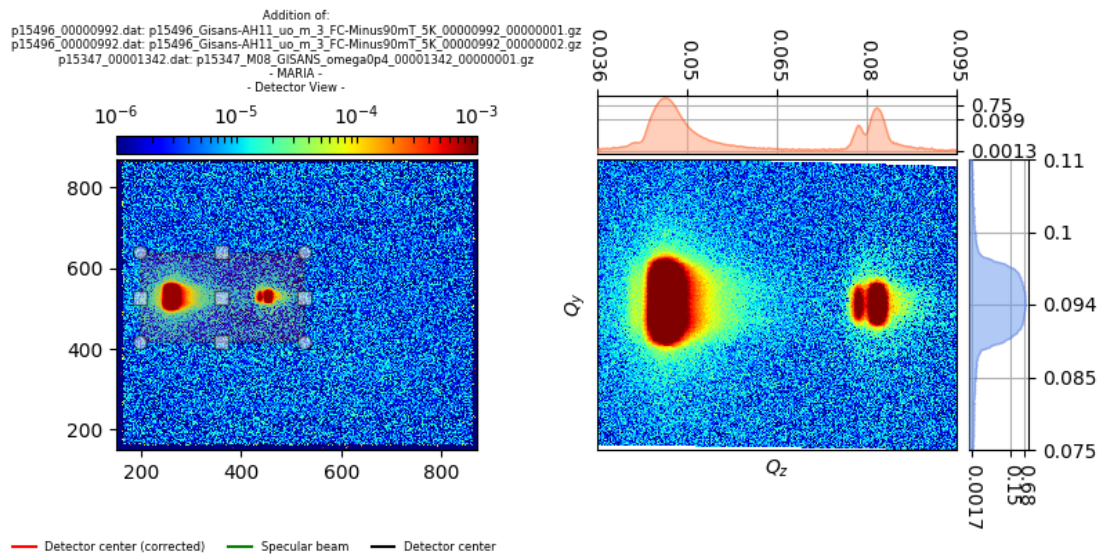 Addition of:
p15496_00000992.dat: p15496_Gisans-AH11_uo_m_3_FC-Minus90mT_5K_00000992_00000001.gz
p15496_00000992.dat: p15496_Gisans-AH11_uo_m_3_FC-Minus90mT_5K_00000992_00000002.gz
p15347_00001342.dat: p15347_M08_GISANS_omega0p4_00001342_00000001.gz
- MARIA -
- Detector View -
10^-6 10^-5 10^-4 10^-3
800
600
400
200
200 400 600 800
0.036 0.05 0.065 0.08 0.095
0.75
0.099
0.0013
Q_y
Q_z
0.11
0.1
0.094
0.085
0.075
0.0017 0.15 0.68
Detector center (corrected) Specular beam Detector center